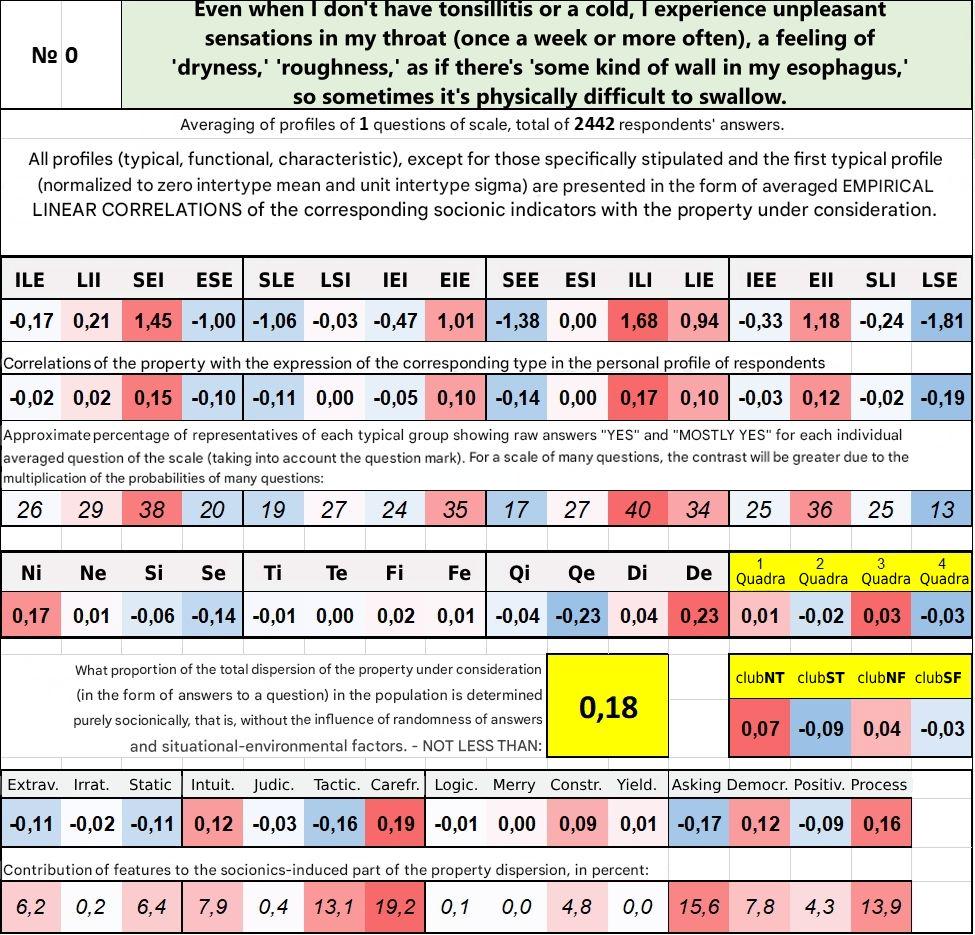 Even when I don't have tonsillitis or a cold, I experience unpleasant
№ 0
sensations in my throat (once a week or more often), a feeling of
'dryness,' 'roughness,' as if there's 'some kind of wall in my esophagus,'
so sometimes it's physically difficult to swallow.
Averaging of profiles of 1 questions of scale, total of 2442 respondents' answers.
All profiles (typical, functional, characteristic), except for those specifically stipulated and the first typical profile
(normalized to zero intertype mean and unit intertype sigma) are presented in the form of averaged EMPIRICAL
LINEAR CORRELATIONS of the corresponding socionic indicators with the property under consideration.
ILE LII SEI ESE SLE LSI IEI EIE SEE ESI ILI LIE IEE EII SLI LSE
-0,17 0,21 1,45 -1,00 -1,06 -0,03 -0,47 1,01 -1,38 0,00 1,68 0,94 -0,33 1,18 -0,24 -1,81
Correlations of the property with the expression of the corresponding type in the personal profile of respondents
-0,02 0,02 0,15 -0,10 -0,11 0,00 -0,05 0,10 -0,14 0,00 0,17 0,10 -0,03 0,12 -0,02 -0,19
Approximate percentage of representatives of each typical group showing raw answers "YES" and "MOSTLY YES" for each individual
averaged question of the scale (taking into account the question mark). For a scale of many questions, the contrast will be greater due to the
multiplication of the probabilities of many questions:
26 29 38 20 19 27 24 35 17 27 40 34 25 36 25 13
Ni Ne Si Se Ti Te Fi Fe Qi Qe Di De 1 Quadra 2 Quadra 3 Quadra 4 Quadra
0,17 0,01 -0,06 -0,14 -0,01 0,00 0,02 0,01 -0,04 -0,23 0,04 0,23 0,01 -0,02 0,03 -0,03
What proportion of the total dispersion of the property under consideration
(in the form of answers to a question) in the population is determined
purely socionically, that is, without the influence of randomness of answers
and situational-environmental factors. - NOT LESS THAN:
0,18
clubNT clubST clubNF clubSF
0,07 -0,09 0,04 -0,03
Extrav. Irrat. Static Intuit. Judic. Tactic. Carefr. Logic. Merry Constr. Yield. Asking Democr. Positiv. Process
-0,11 -0,02 -0,11 0,12 -0,03 -0,16 0,19 -0,01 0,00 0,09 0,01 -0,17 0,12 -0,09 0,16
Contribution of features to the socionics-induced part of the property dispersion, in percent:
6,2 0,2 6,4 7,9 0,4 13,1 19,2 0,1 0,0 4,8 0,0 15,6 7,8 4,3 13,9